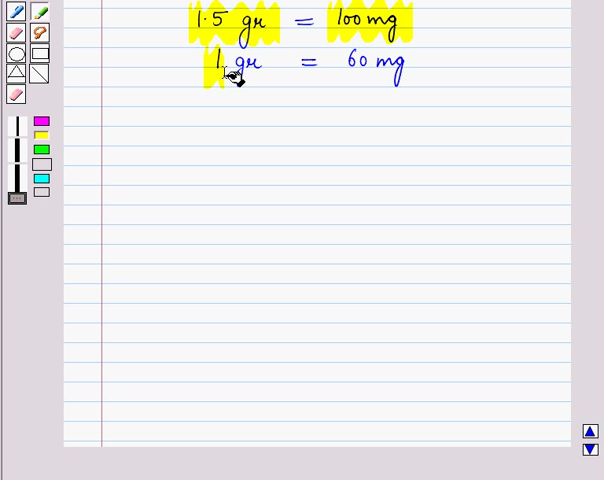 1.5 gr = 100 mg
1 gr = 60 mg